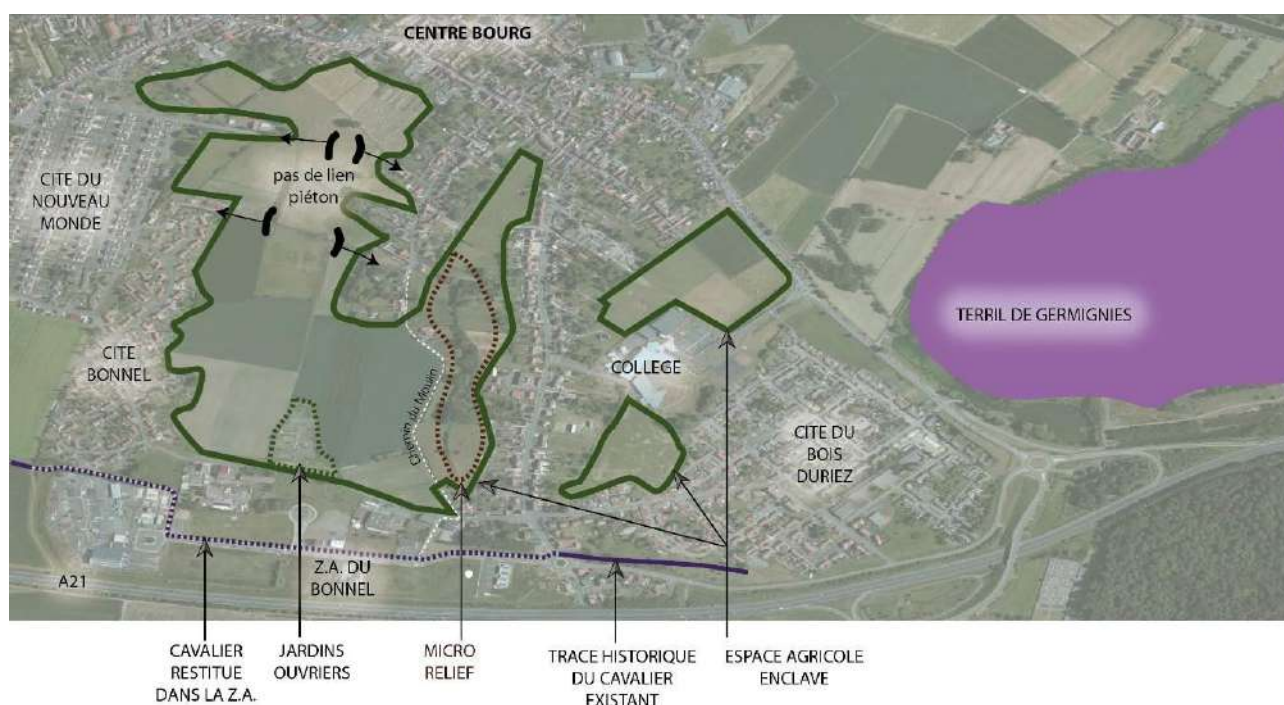 CENTRE BOURG
CITE DU
NOUVEAU
MONDE
pas de lien
piéton
TERRIL DE GERMIGNIES
CITE
BONNEL
Chemin du Moulin
COLLEGE
CITE DU
BOIS
DURIEZ
A21
Z.A. DU
BONNEL
CAVALIER
RESTITUE
DANS LA Z.A.
JARDINS
OUVRIERS
MICRO
RELIEF
TRACE HISTORIQUE
DU CAVALIER
EXISTANT
ESPACE AGRICOLE
ENCLAVE